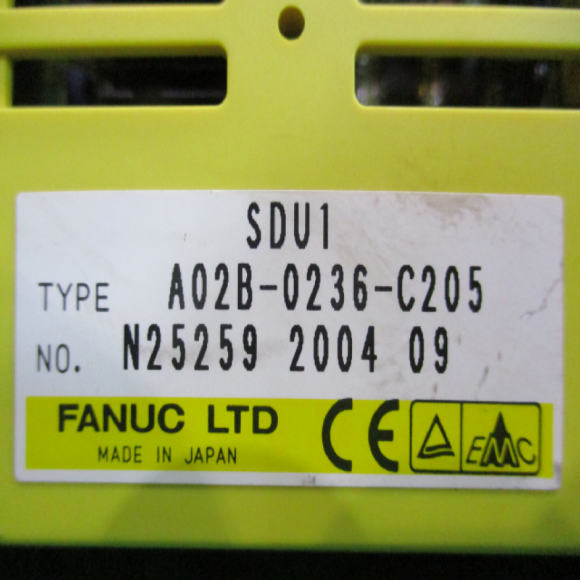 SDU1
TYPE A02B-0236-C205
NO. N25259 2004 09
FANUC LTD
MADE IN JAPAN
CE
EMC